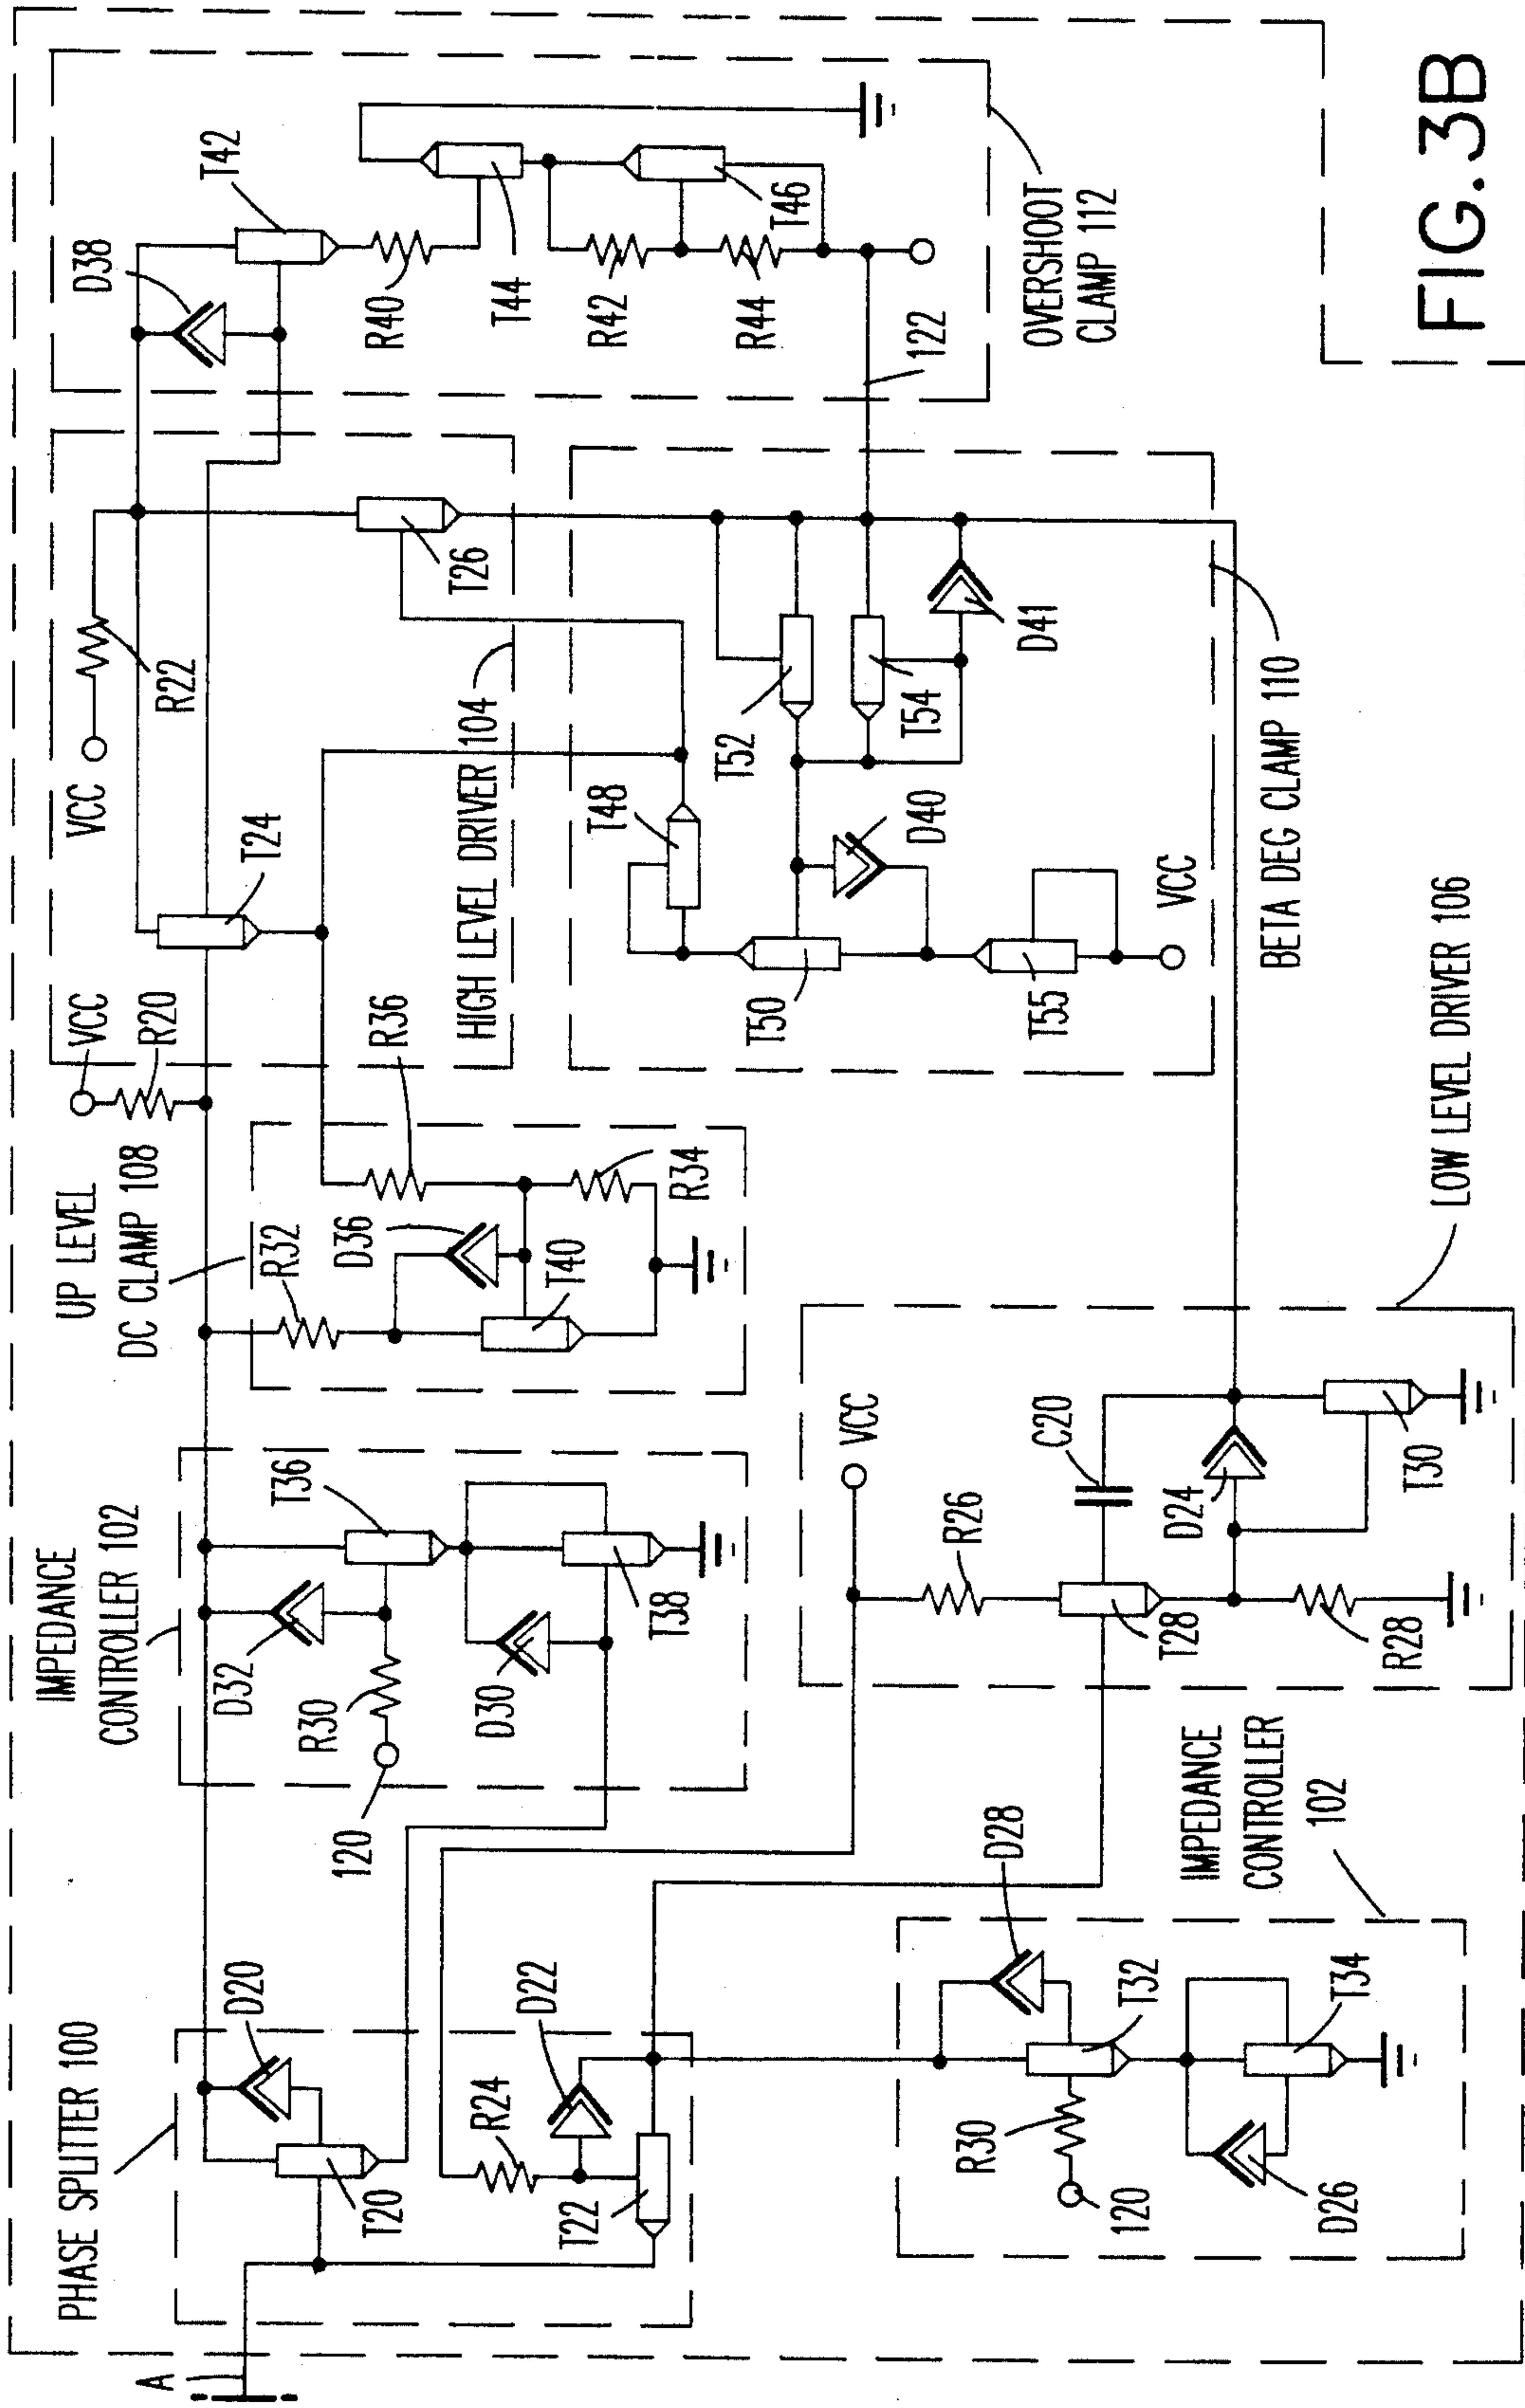 FIG.3B
PHASE SPLITTER 100
A
D20
T20
R24
D22
T22
IMPEDANCE
CONTROLLER 102
D32
R30
120
D30
T36
T38
UP LEVEL
DC CLAMP 108
R32
D36
T40
R36
R34
VCC
R20
VCC
R22
T24
T26
HIGH LEVEL DRIVER 104
D38
T42
R40
T44
R42
R44
T46
122
OVERSHOOT
CLAMP 112
T48
T50
T52
T54
D40
D41
T55
VCC
BETA DEG CLAMP 110
LOW LEVEL DRIVER 106
VCC
R26
C20
T28
D24
R28
T30
IMPEDANCE
CONTROLLER
102
D28
R30
T32
120
D26
T34